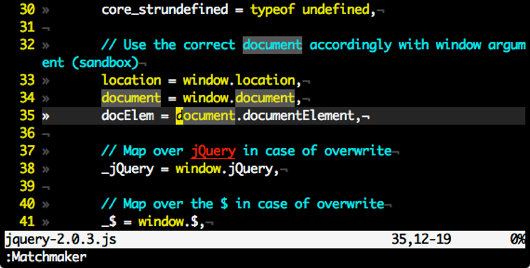 30 »      core_strundefined = typeof undefined,¬
31 ¬
32 »      // Use the correct document accordingly with window argum
ent (sandbox)¬
33 »      location = window.location,¬
34 »      document = window.document,¬
35 »      docElem = document.documentElement,¬
36 ¬
37 »      // Map over jQuery in case of overwrite¬
38 »      _jQuery = window.jQuery,¬
39 ¬
40 »      // Map over the $ in case of overwrite¬
41 »      _$ = window.$,¬
jquery-2.0.3.js                    35,12-19        0%
:Matchmaker